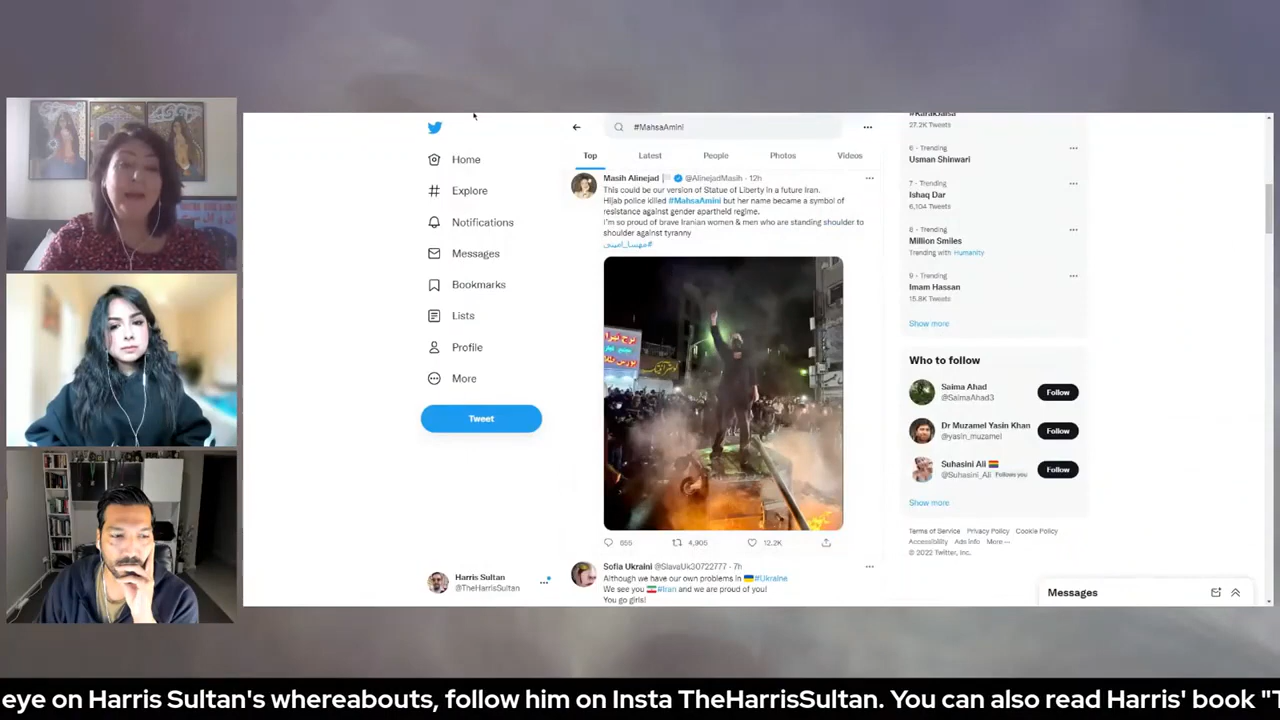 #MahsaAmini
Top
Latest
People
Photos
Videos
Home
Explore
Notifications
Messages
Bookmarks
Lists
Profile
More
Tweet
Harris Sultan
@TheHarrisSultan
Masih Alinejad @AlinejadMasih · 12h
This could be our version of Statue of Liberty in a future Iran.
Hijab police killed #MahsaAmini but her name became a symbol of
resistance against gender apartheid regime.
I'm so proud of brave Iranian women & men who are standing shoulder to
shoulder against tyranny
#مهسا_امینی
655
4,905
12.2K
Sofia Ukraini @SlavaUk30722777 · 7h
Although we have our own problems in #Ukraine
We see you #Iran and we are proud of you!
You go girls!
27.2K Tweets
6 · Trending
Usman Shinwari
7 · Trending
Ishaq Dar
6,104 Tweets
8 · Trending
Million Smiles
Trending with Humanity
9 · Trending
Imam Hassan
15.8K Tweets
Show more
Who to follow
Saima Ahad
@SaimaAhad3
Follow
Dr Muzamel Yasin Khan
@yasin_muzamel
Follow
Suhasini Ali
@Suhasini_Ali Follows you
Follow
Show more
Terms of Service Privacy Policy Cookie Policy
Accessibility Ads info More ···
© 2022 Twitter, Inc.
Messages
eye on Harris Sultan's whereabouts, follow him on Insta TheHarrisSultan. You can also read Harris' book "T